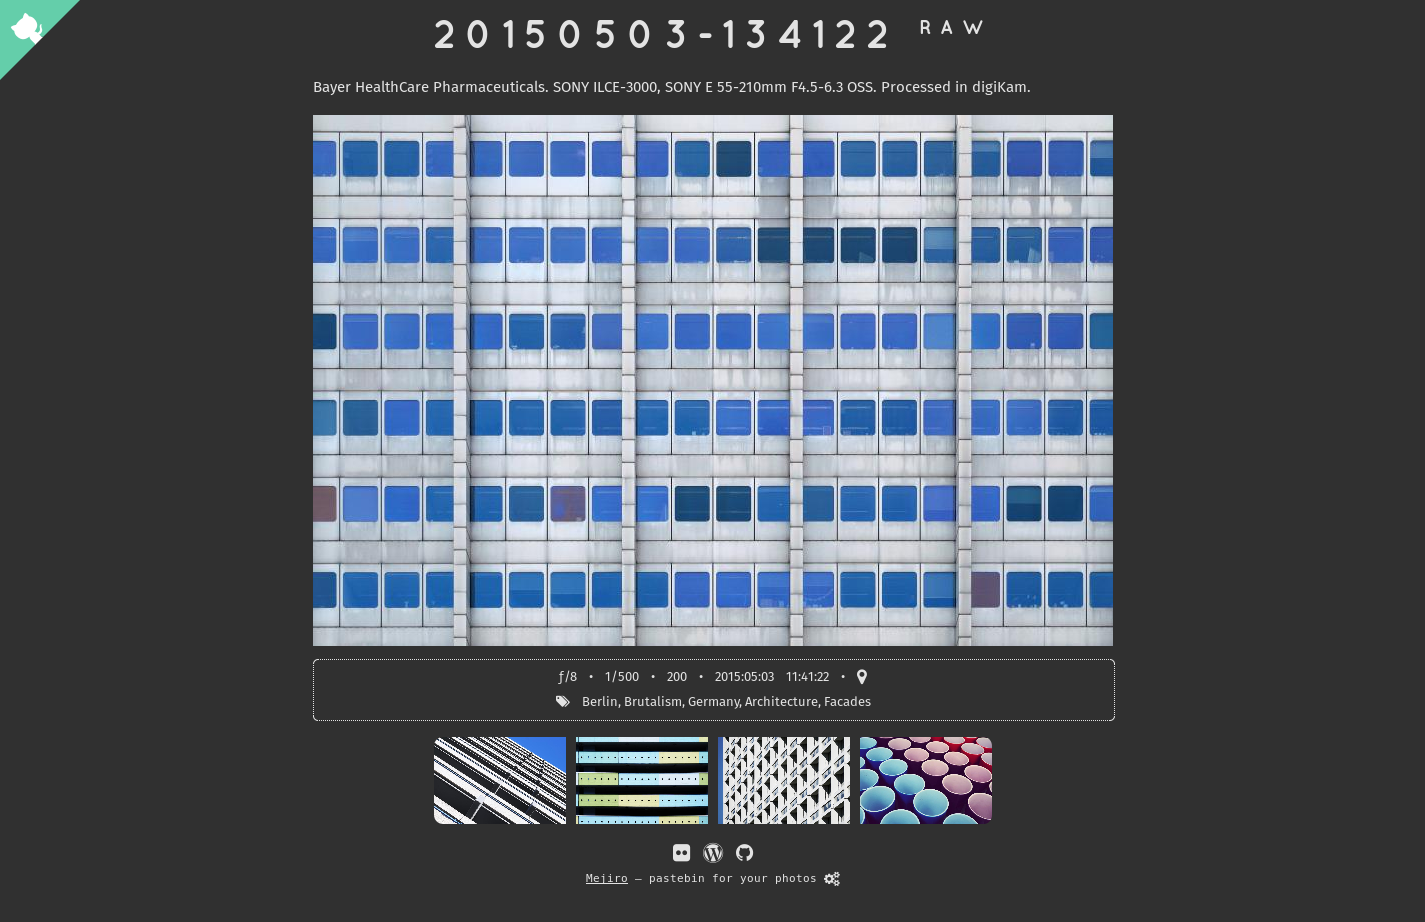 20150503-134122 RAW
Bayer HealthCare Pharmaceuticals. SONY ILCE-3000, SONY E 55-210mm F4.5-6.3 OSS. Processed in digiKam.
ƒ/8 • 1/500 • 200 • 2015:05:03 11:41:22 •
Berlin, Brutalism, Germany, Architecture, Facades
Mejiro — pastebin for your photos